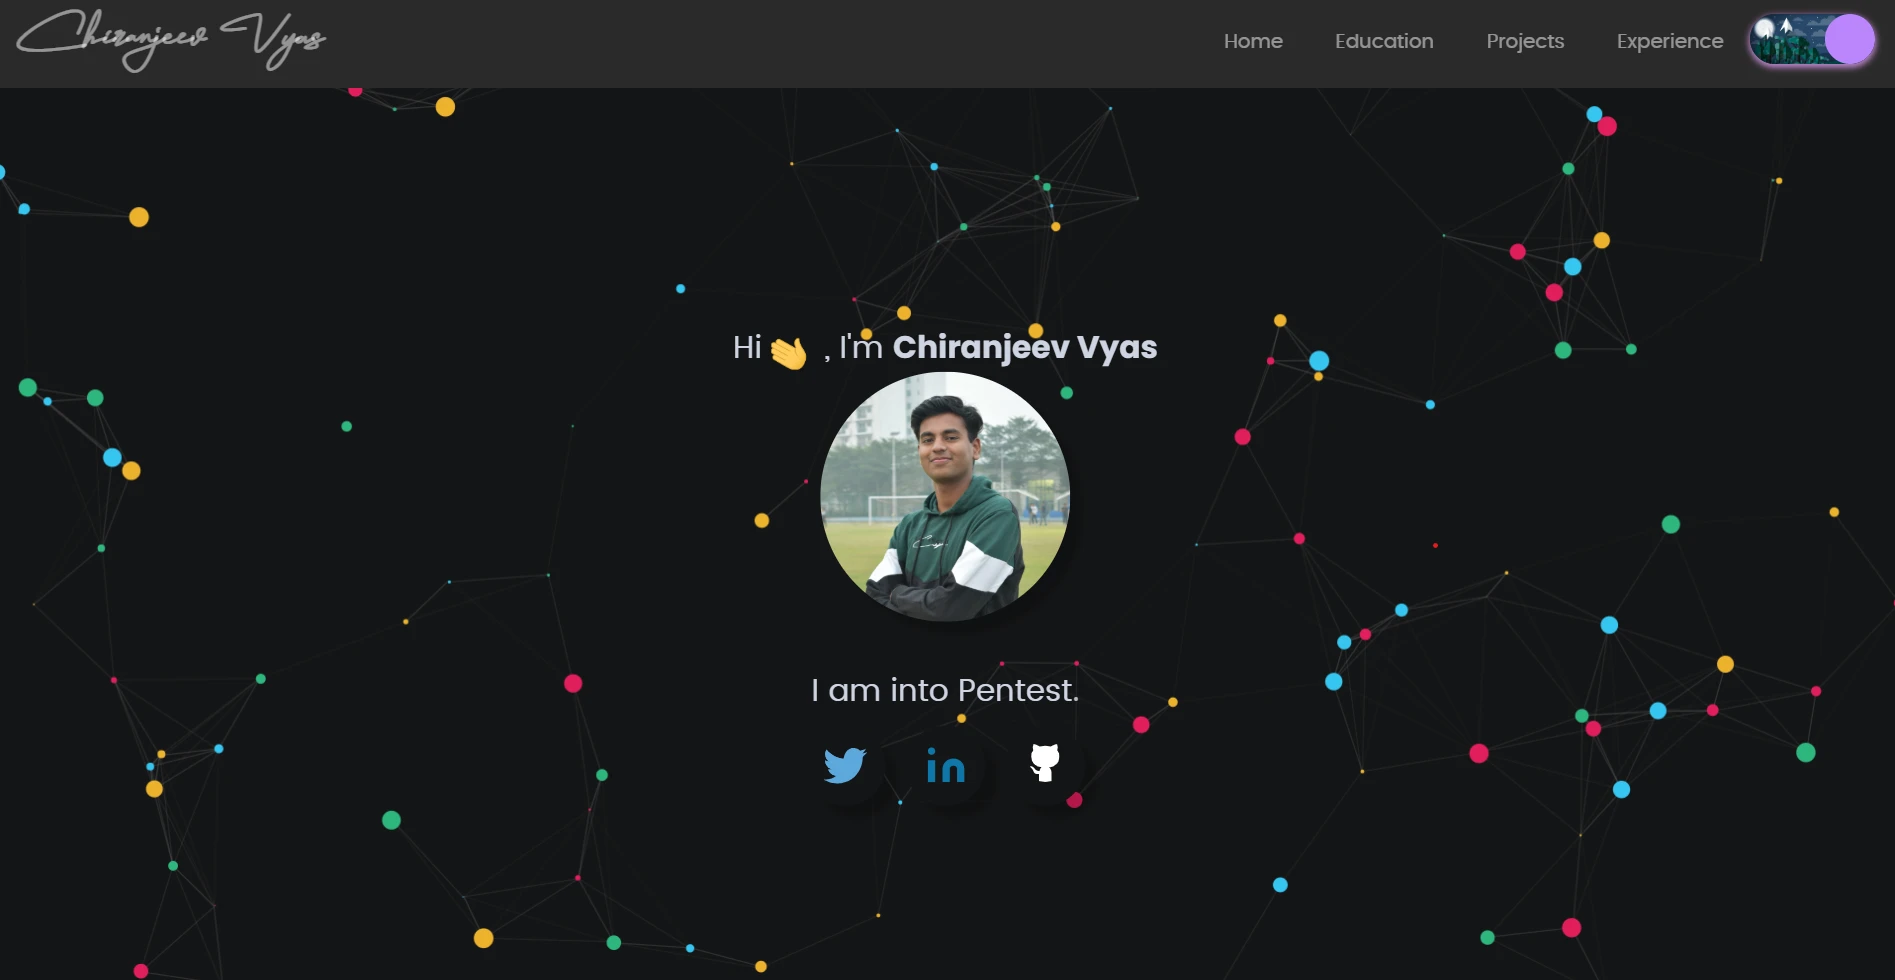 Chiranjeev Vyas
Home Education Projects Experience
Hi👋 , I'm Chiranjeev Vyas
I am into Pentest.
in